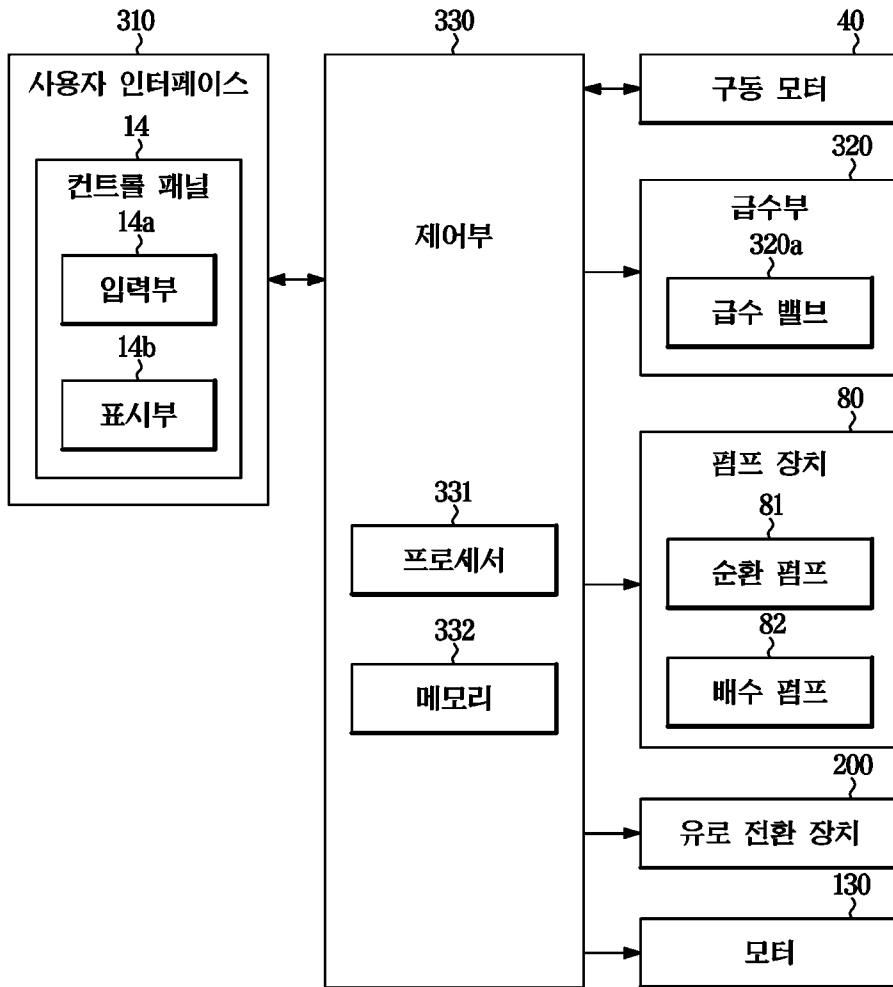 310
사용자 인터페이스
14
컨트롤 패널
14a
입력부
14b
표시부
330
제어부
331
프로세서
332
메모리
40
구동 모터
320
급수부
320a
급수 밸브
80
펌프 장치
81
순환 펌프
82
배수 펌프
200
유로 전환 장치
130
모터